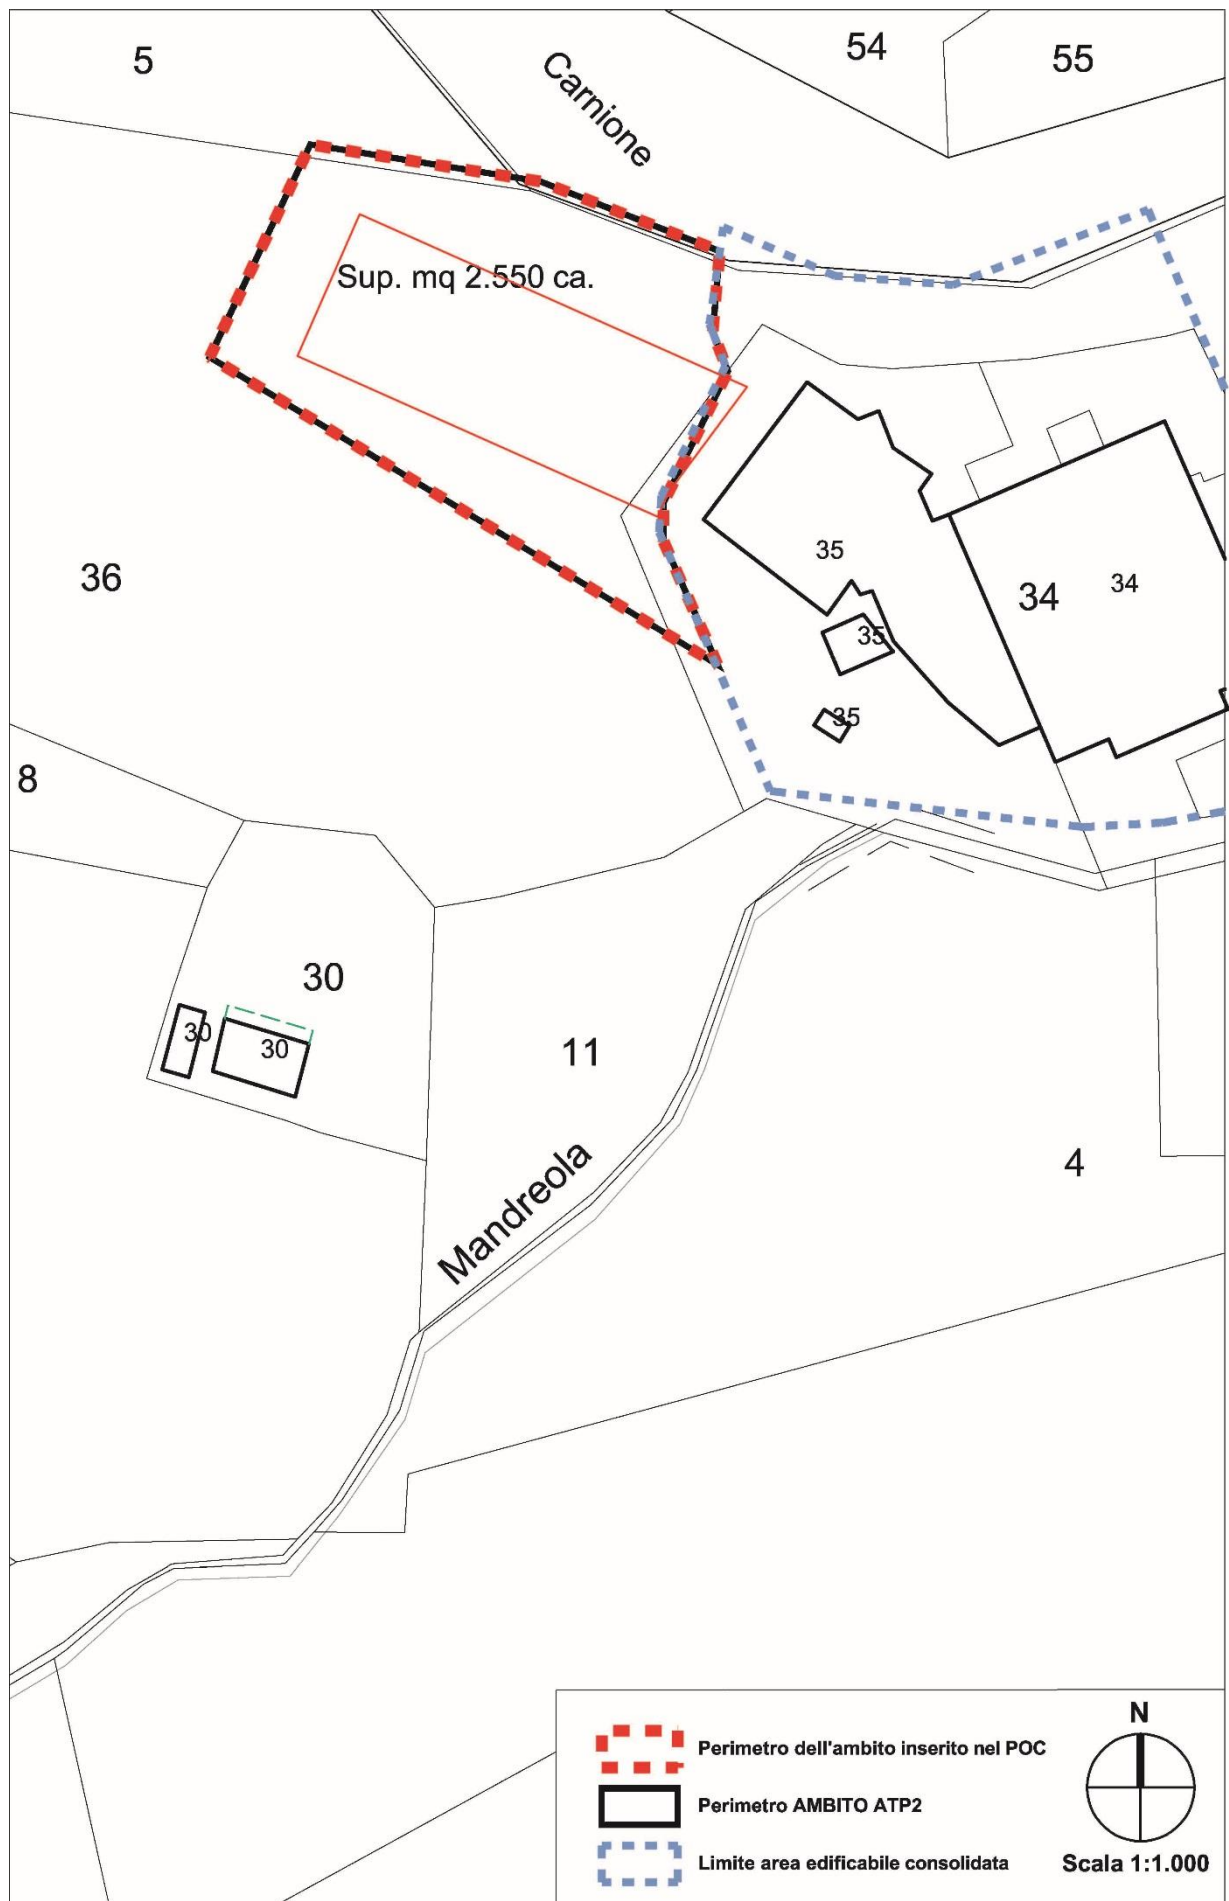 5
54
55
Carnione
Sup. mq 2.550 ca.
36
35
34
34
35
35
8
30
30
30
11
4
Mandreola
N
Perimetro dell'ambito inserito nel POC
Perimetro AMBITO ATP2
Limite area edificabile consolidata
Scala 1:1.000